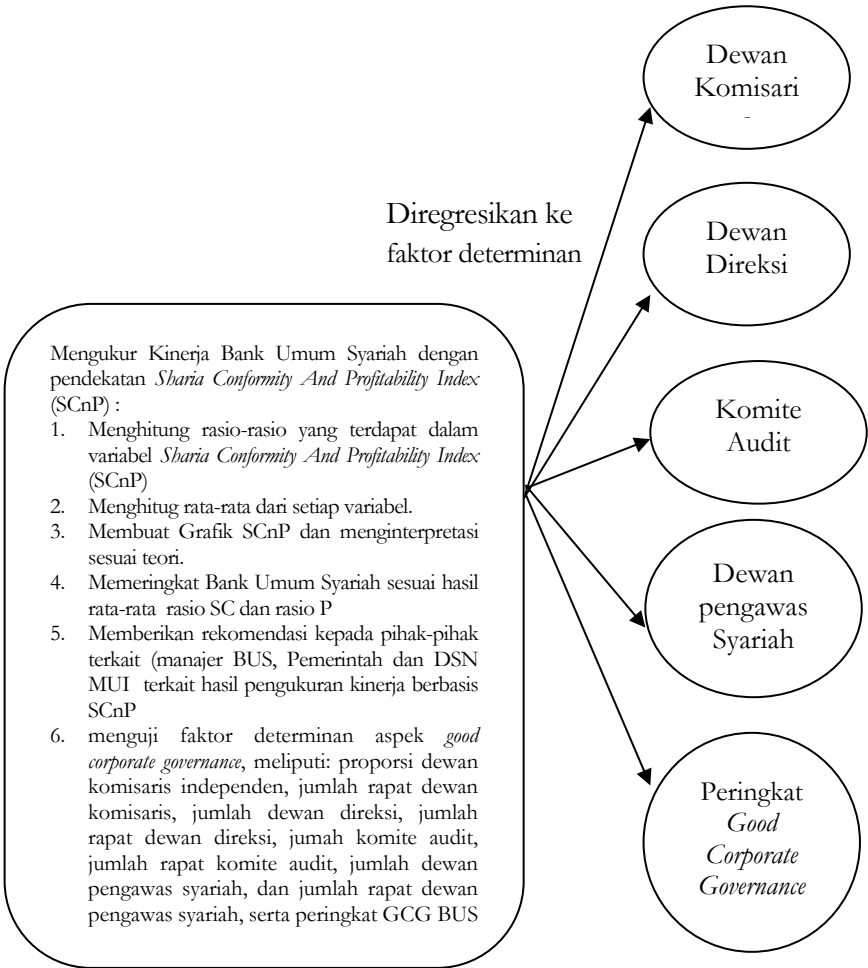 Dewan
Komisari
Diregresikan ke
faktor determinan
Dewan
Direksi
Mengukur Kinerja Bank Umum Syariah dengan
pendekatan Sharia Conformity And Profitability Index
(SCnP) :
1. Menghitung rasio-rasio yang terdapat dalam
variabel Sharia Conformity And Profitability Index
(SCnP)
2. Menghitug rata-rata dari setiap variabel.
3. Membuat Grafik SCnP dan menginterpretasi
sesuai teori.
4. Memeringkat Bank Umum Syariah sesuai hasil
rata-rata rasio SC dan rasio P
5. Memberikan rekomendasi kepada pihak-pihak
terkait (manajer BUS, Pemerintah dan DSN
MUI terkait hasil pengukuran kinerja berbasis
SCnP
6. menguji faktor determinan aspek good
corporate governance, meliputi: proporsi dewan
komisaris independen, jumlah rapat dewan
komisaris, jumlah dewan direksi, jumlah
rapat dewan direksi, jumah komite audit,
jumlah rapat komite audit, jumlah dewan
pengawas syariah, dan jumlah rapat dewan
pengawas syariah, serta peringkat GCG BUS
Komite
Audit
Dewan
pengawas
Syariah
Peringkat
Good
Corporate
Governance